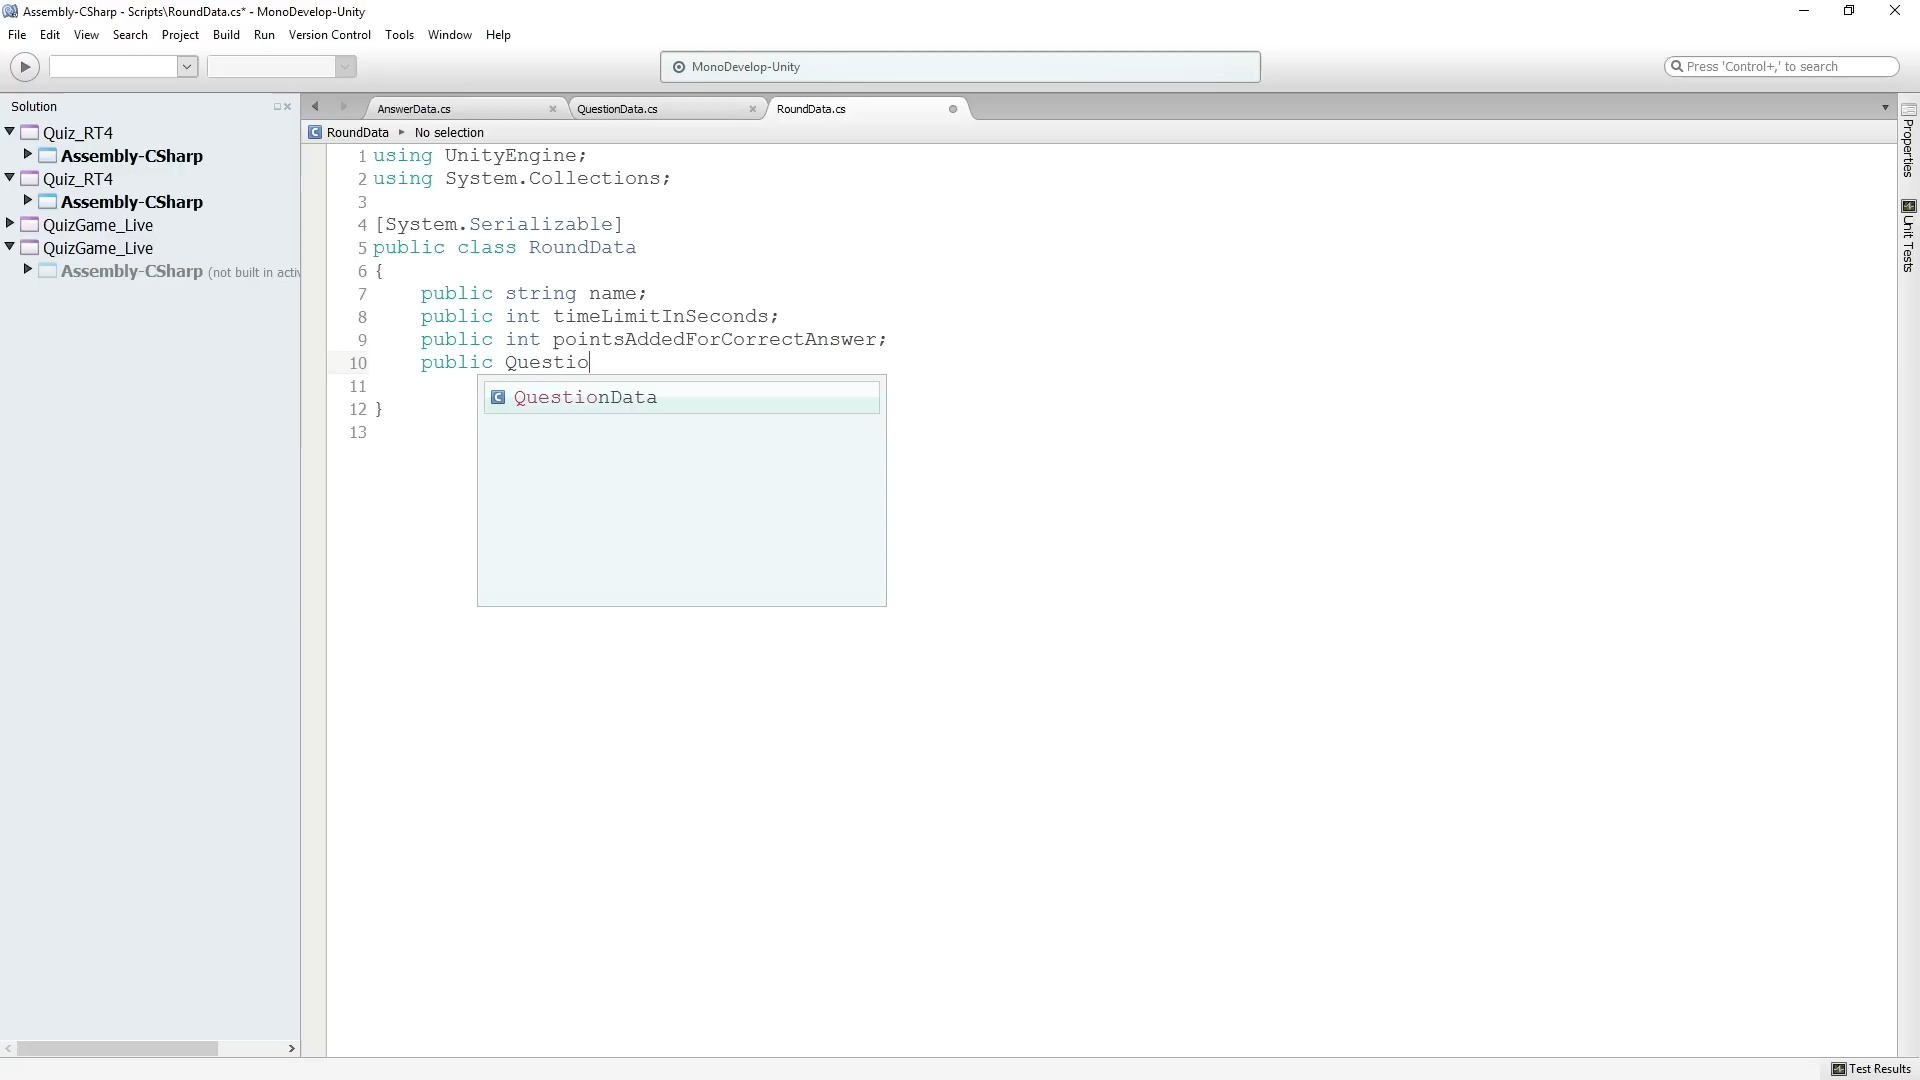 Assembly-CSharp - Scripts\RoundData.cs* - MonoDevelop-Unity
File Edit View Search Project Build Run Version Control Tools Window Help
MonoDevelop-Unity
Press 'Control+,' to search
Solution
Quiz_RT4
Assembly-CSharp
Quiz_RT4
Assembly-CSharp
QuizGame_Live
QuizGame_Live
Assembly-CSharp (not built in activ
AnswerData.cs QuestionData.cs RoundData.cs
RoundData No selection
1 using UnityEngine;
2 using System.Collections;
3
4 [System.Serializable]
5 public class RoundData
6 {
7 public string name;
8 public int timeLimitInSeconds;
9 public int pointsAddedForCorrectAnswer;
10 public Questio
11
12 }
13
QuestionData
Properties
Unit Tests
Test Results